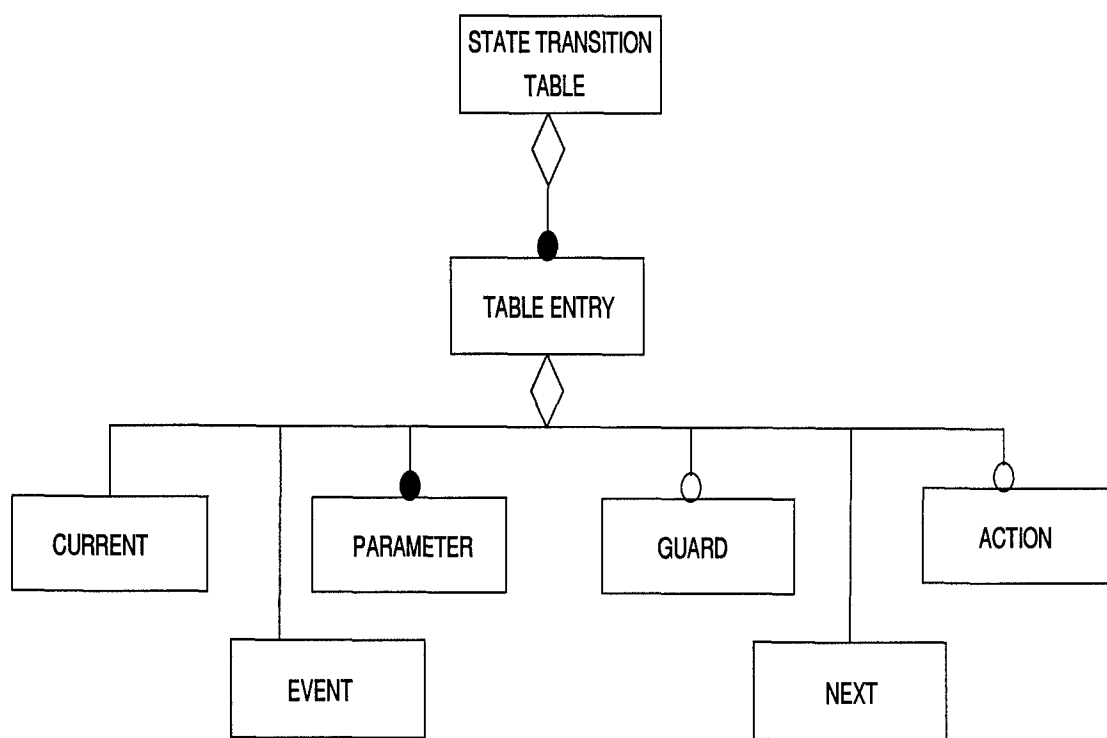 STATE TRANSITION
TABLE
TABLE ENTRY
CURRENT
PARAMETER
GUARD
ACTION
EVENT
NEXT